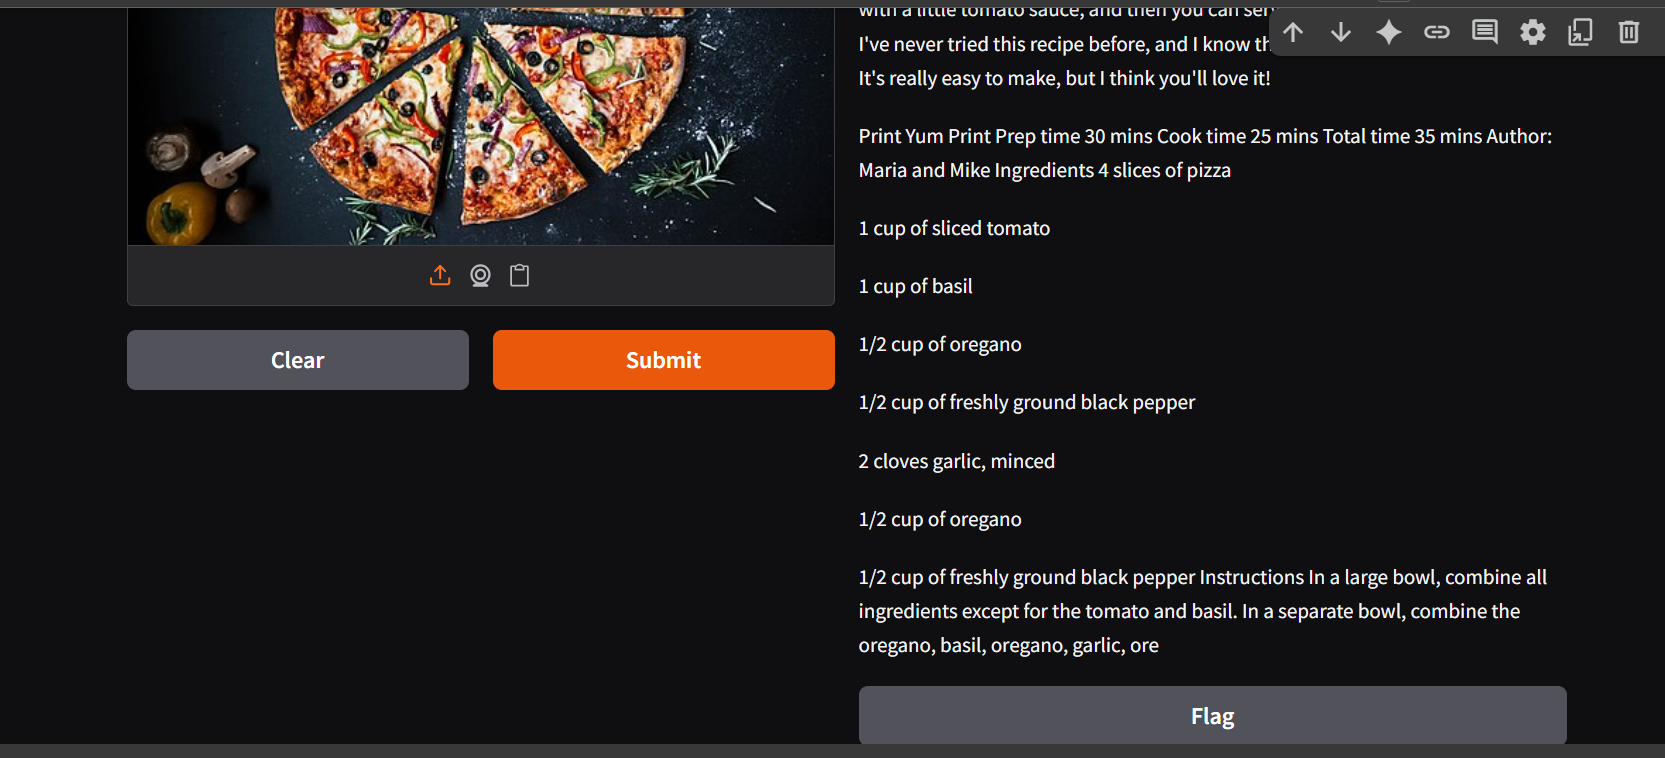 with a little tomato sauce, and then you can
I've never tried this recipe before, and I know
It's really easy to make, but I think you'll love it!
Print Yum Print Prep time 30 mins Cook time 25 mins Total time 35 mins Author:
Maria and Mike Ingredients 4 slices of pizza
1 cup of sliced tomato
1 cup of basil
1/2 cup of oregano
1/2 cup of freshly ground black pepper
2 cloves garlic, minced
1/2 cup of oregano
1/2 cup of freshly ground black pepper Instructions In a large bowl, combine all
ingredients except for the tomato and basil. In a separate bowl, combine the
oregano, basil, oregano, garlic, ore
Clear
Submit
Flag